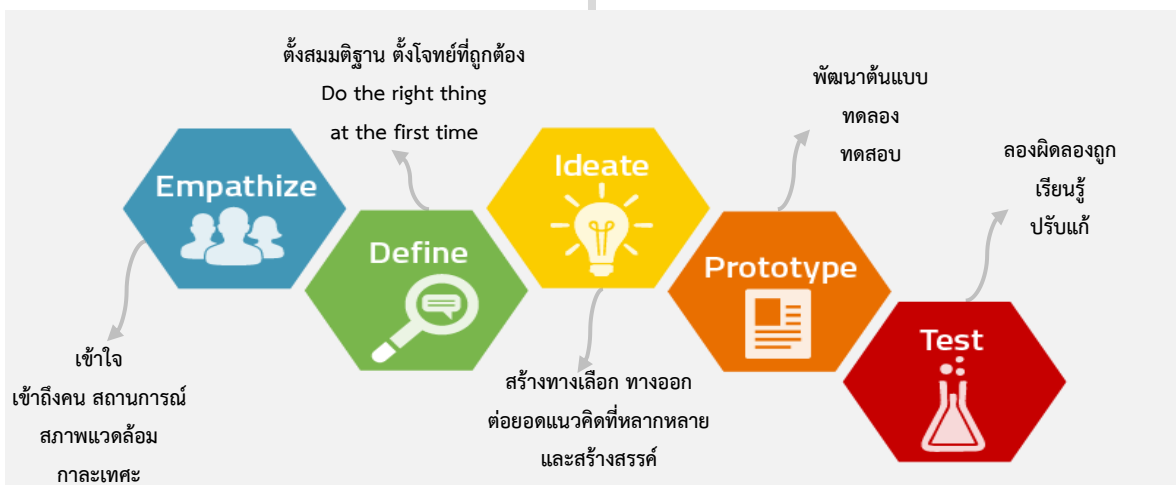 Empathize
เข้าใจ
เข้าถึงคน สถานการณ์
สภาพแวดล้อม
กาละเทศะ
ตั้งสมมติฐาน ตั้งโจทย์ที่ถูกต้อง
Do the right thing
at the first time
Define
Ideate
สร้างทางเลือก ทางออก
ต่อยอดแนวคิดที่หลากหลาย
และสร้างสรรค์
พัฒนาต้นแบบ
ทดลอง
ทดสอบ
Prototype
ลองผิดลองถูก
เรียนรู้
ปรับแก้
Test